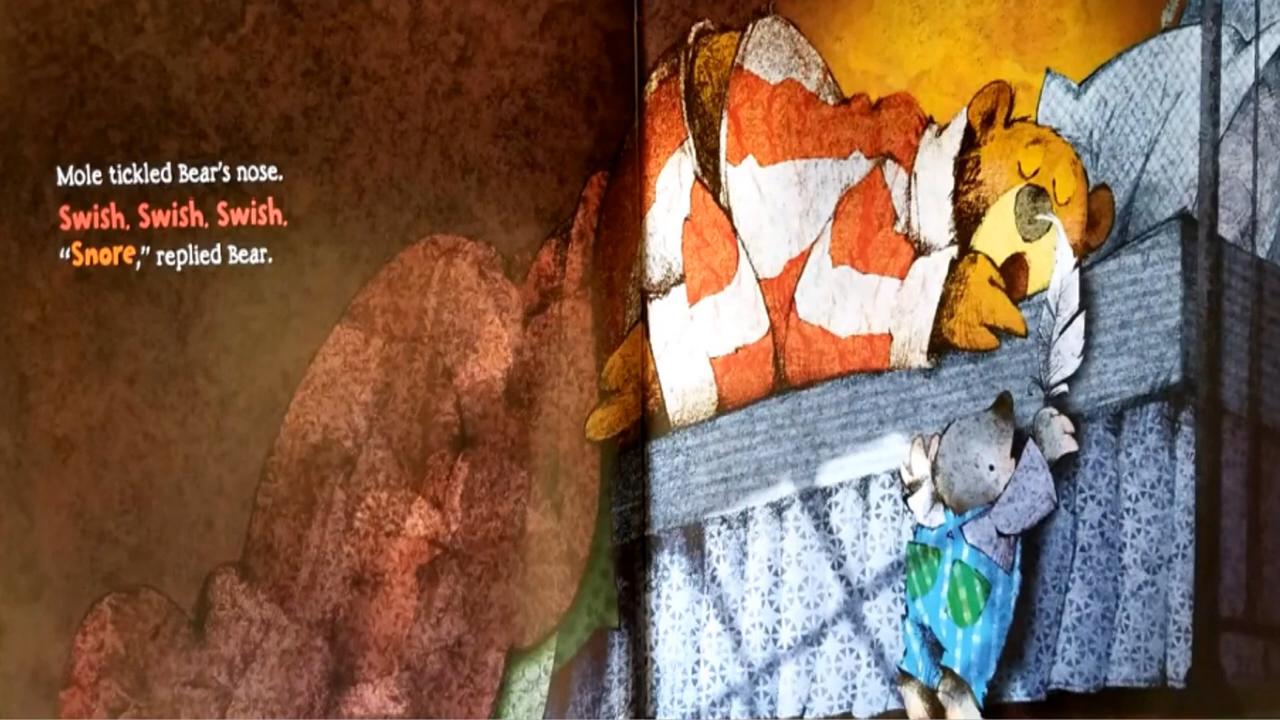 Mole tickled Bear's nose.
Swish, Swish, Swish.
"Snore," replied Bear.